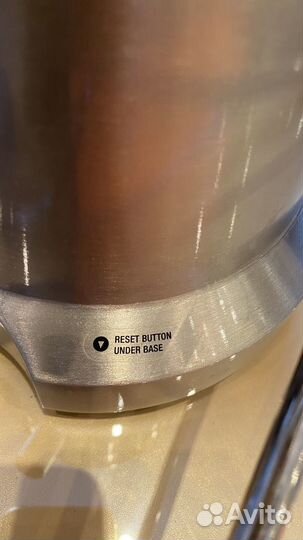 RESET BUTTON
UNDER BASE
Avito